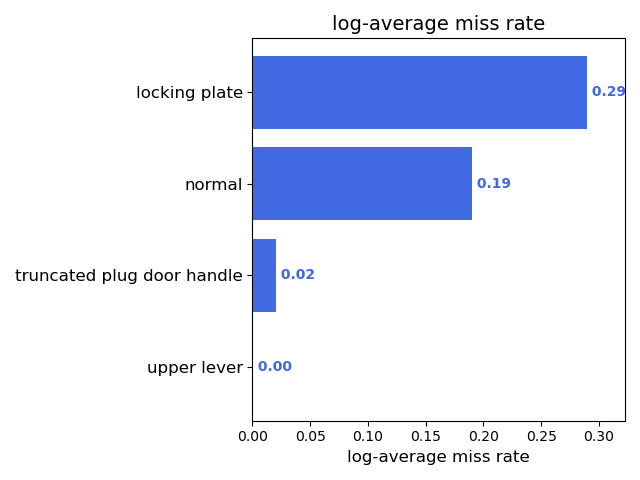 log-average miss rate
locking plate
0.29
normal
0.19
truncated plug door handle
0.02
upper lever
0.00
0.00 0.05 0.10 0.15 0.20 0.25 0.30
log-average miss rate